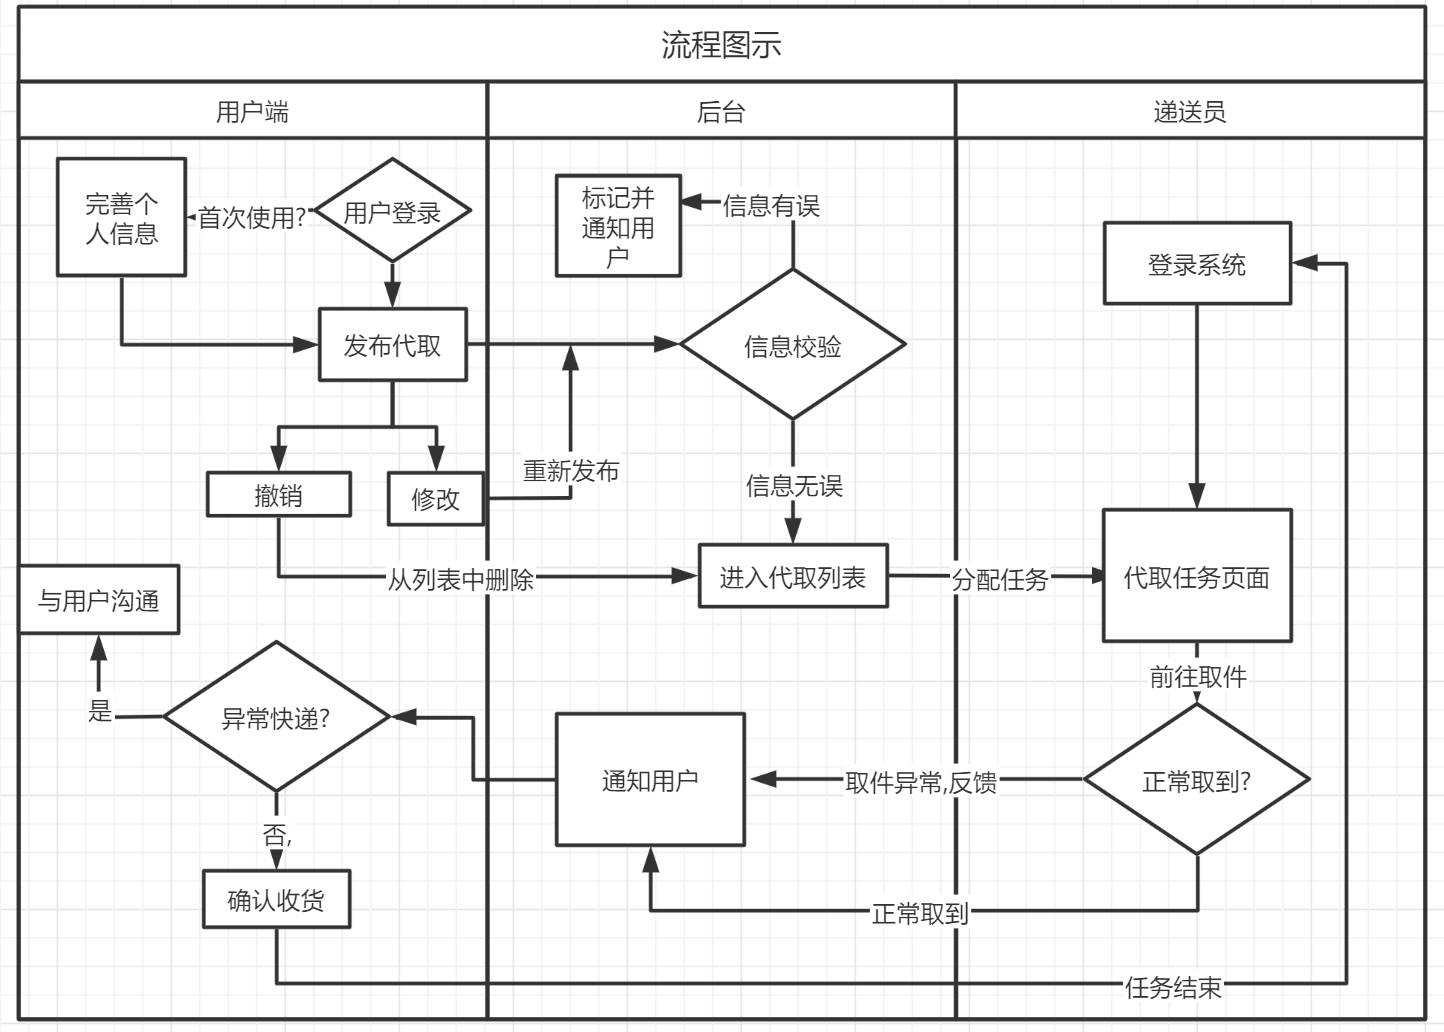 流程图示
用户端
后台
递送员
完善个
人信息
首次使用?
用户登录
标记并
通知用
户
信息有误
登录系统
发布代取
信息校验
撤销
修改
重新发布
信息无误
从列表中删除
进入代取列表
分配任务
代取任务页面
与用户沟通
前往取件
是
异常快递?
通知用户
取件异常,反馈
正常取到?
否,
确认收货
正常取到
任务结束